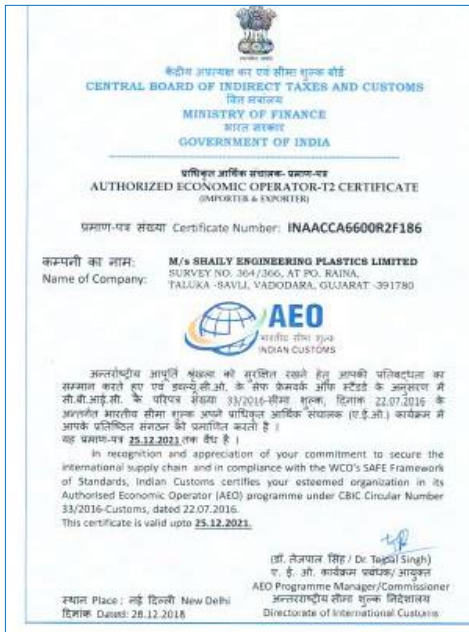 केंद्रीय अप्रत्यक्ष कर एवं सीमा शुल्क बोर्ड
CENTRAL BOARD OF INDIRECT TAXES AND CUSTOMS
वित्त मंत्रालय
MINISTRY OF FINANCE
भारत सरकार
GOVERNMENT OF INDIA
प्राधिकृत आर्थिक संचालक- प्रमाण-पत्र
AUTHORIZED ECONOMIC OPERATOR-T2 CERTIFICATE
(IMPORTER & EXPORTER)
प्रमाण-पत्र संख्या Certificate Number: INAACCA6600R2F186
कम्पनी का नाम: M/s SHAILY ENGINEERING PLASTICS LIMITED
Name of Company: SURVEY NO. 364/366, AT PO. RAINA,
TALUKA -SAVLI, VADODARA, GUJARAT -391780
AEO
भारतीय सीमा शुल्क
INDIAN CUSTOMS
अन्तर्राष्ट्रीय आपूर्ति श्रृंखला को सुरक्षित रखने हेतु आपकी प्रतिबद्धता का
सम्मान करते हुए एवं डब्ल्यू.सी.ओ. के सेफ फ्रेमवर्क ऑफ स्टैंडर्ड के अनुसरण में
सी.बी.आई.सी. के परिपत्र संख्या 33/2016-सीमा शुल्क, दिनांक 22.07.2016 के
अन्तर्गत भारतीय सीमा शुल्क अपने प्राधिकृत आर्थिक संचालक (ए.ई.ओ.) कार्यक्रम में
आपके प्रतिष्ठित संगठन को प्रमाणित करती है ।
यह प्रमाण-पत्र 25.12.2021 तक वैध है ।
In recognition and appreciation of your commitment to secure the
international supply chain and in compliance with the WCO's SAFE Framework
of Standards, Indian Customs certifies your esteemed organization in its
Authorised Economic Operator (AEO) programme under CBIC Circular Number
33/2016-Customs, dated 22.07.2016.
This certificate is valid upto 25.12.2021.
(डॉ. तेजपाल सिंह / Dr. Tejpal Singh)
ए. ई. ओ. कार्यक्रम प्रबंधक/ आयुक्त
AEO Programme Manager/Commissioner
स्थान Place : नई दिल्ली New Delhi अन्तरराष्ट्रीय सीमा शुल्क निदेशालय
दिनांक Dated: 26.12.2018 Directorate of International Customs